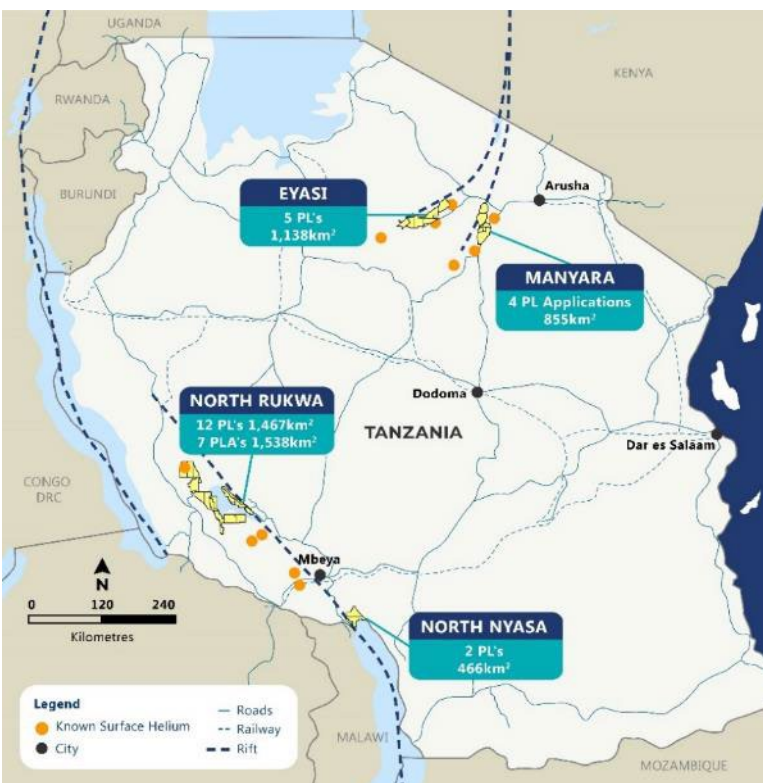 UGANDA
KENYA
RWANDA
BURUNDI
EYASI
5 PL's
1,138km²
Arusha
MANYARA
4 PL Applications
855km²
NORTH RUKWA
12 PL's 1,467km²
7 PLA's 1,538km²
Dodoma
TANZANIA
Dar es Salaam
CONGO
DRC
Mbeya
N
0 120 240
Kilometres
NORTH NYASA
2 PL's
466km²
Legend
Known Surface Helium
City
Roads
Railway
Rift
MALAWI
MOZAMBIQUE